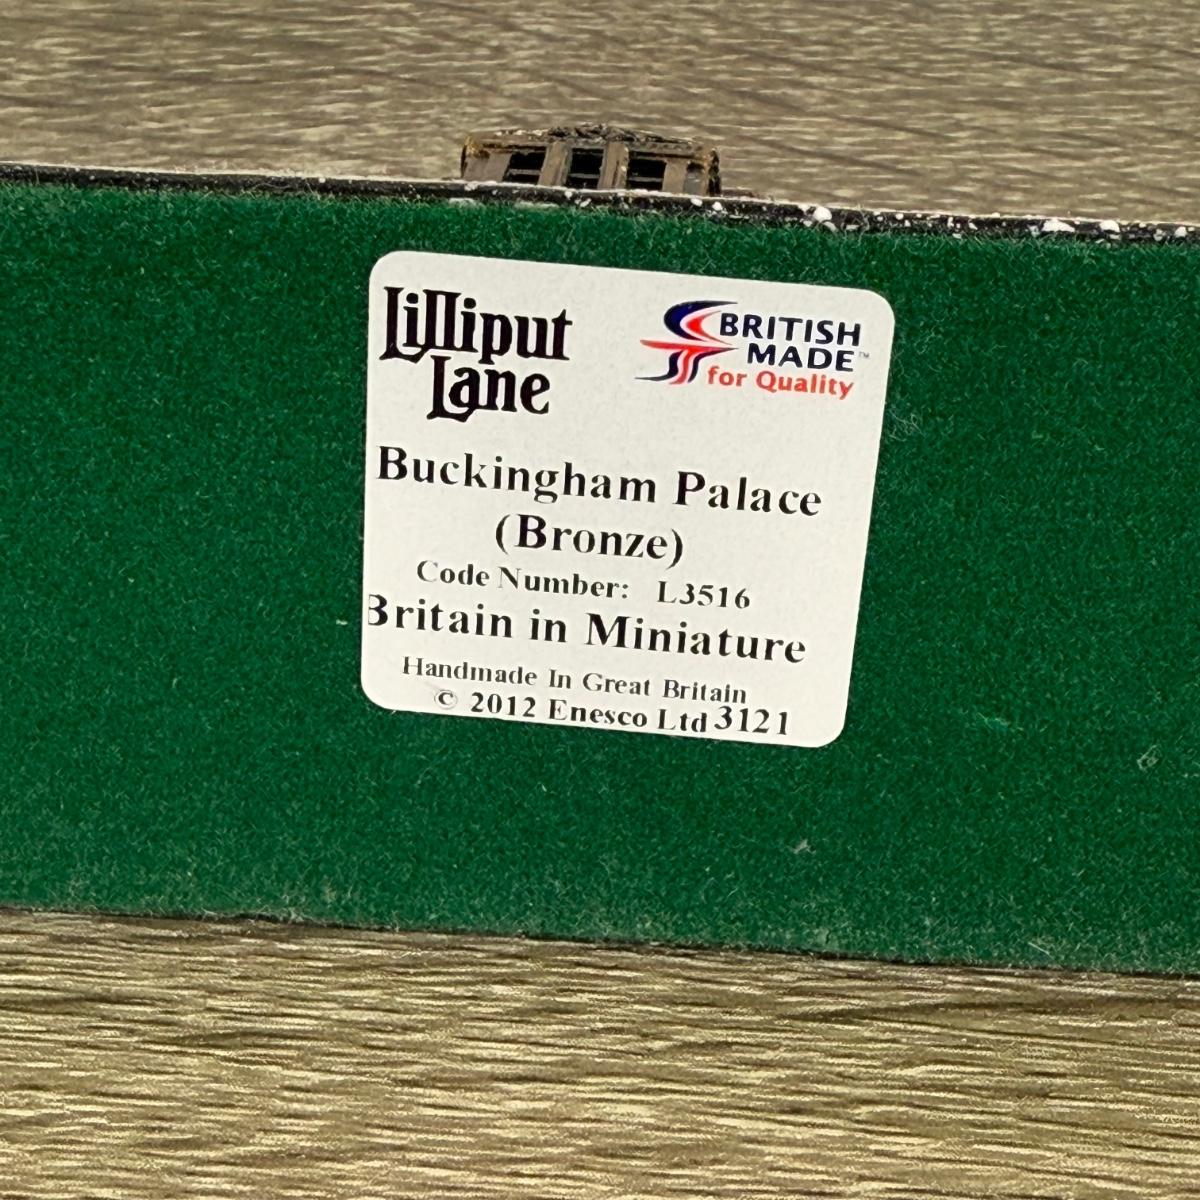 Lilliput
Lane
BRITISH
MADE™
for Quality
Buckingham Palace
(Bronze)
Code Number: L3516
Britain in Miniature
Handmade In Great Britain
© 2012 Enesco Ltd 3121